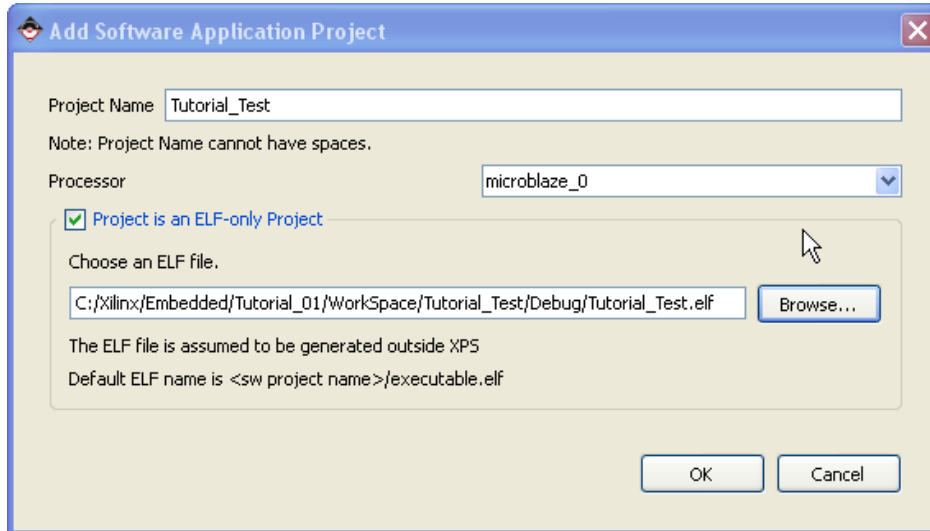 Add Software Application Project
Project Name Tutorial_Test
Note: Project Name cannot have spaces.
Processor microblaze_0
Project is an ELF-only Project
Choose an ELF file.
C:/Xilinx/Embedded/Tutorial_01/WorkSpace/Tutorial_Test/Debug/Tutorial_Test.elf Browse...
The ELF file is assumed to be generated outside XPS
Default ELF name is <sw project name>/executable.elf
OK Cancel